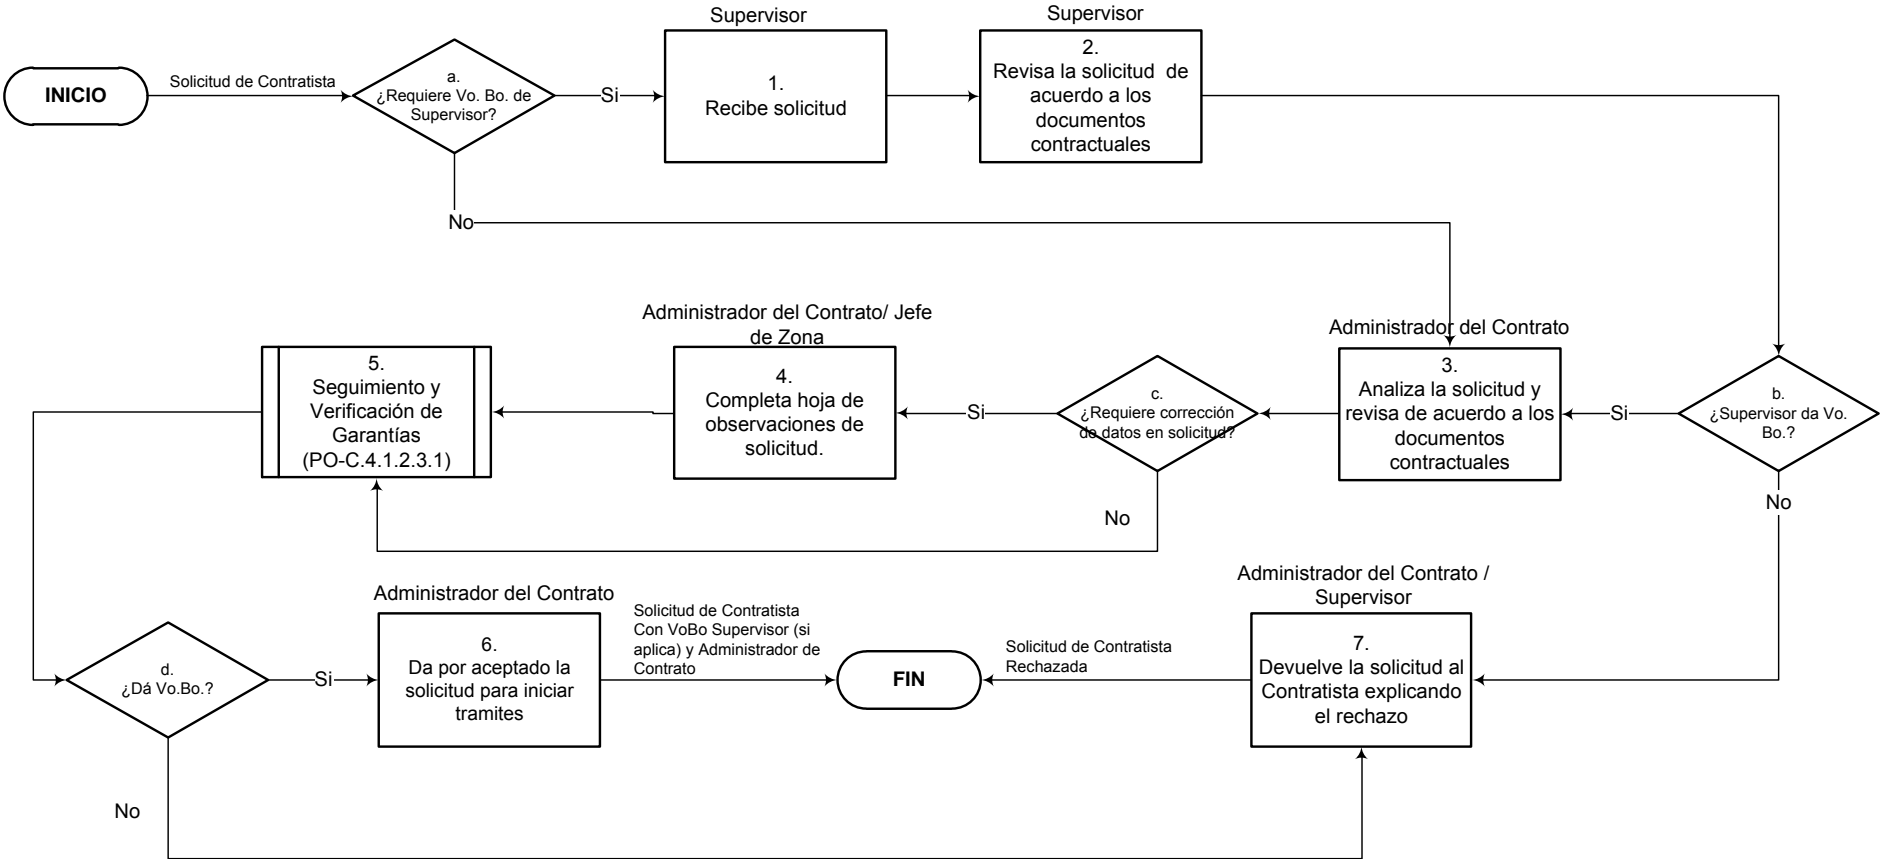 INICIO
Solicitud de Contratista
a.
¿Requiere Vo. Bo. de
Supervisor?
Si
No
Supervisor
1.
Recibe solicitud
Supervisor
2.
Revisa la solicitud de
acuerdo a los
documentos
contractuales
b.
¿Supervisor da Vo.
Bo.?
Si
No
Administrador del Contrato
3.
Analiza la solicitud y
revisa de acuerdo a los
documentos
contractuales
c.
¿Requiere corrección
de datos en solicitud?
Si
No
Administrador del Contrato/ Jefe
de Zona
4.
Completa hoja de
observaciones de
solicitud.
5.
Seguimiento y
Verificación de
Garantías
(PO-C.4.1.2.3.1)
d.
¿Dá Vo.Bo.?
Si
No
Administrador del Contrato
6.
Da por aceptado la
solicitud para iniciar
tramites
Solicitud de Contratista
Con VoBo Supervisor (si
aplica) y Administrador de
Contrato
FIN
Solicitud de Contratista
Rechazada
Administrador del Contrato /
Supervisor
7.
Devuelve la solicitud al
Contratista explicando
el rechazo